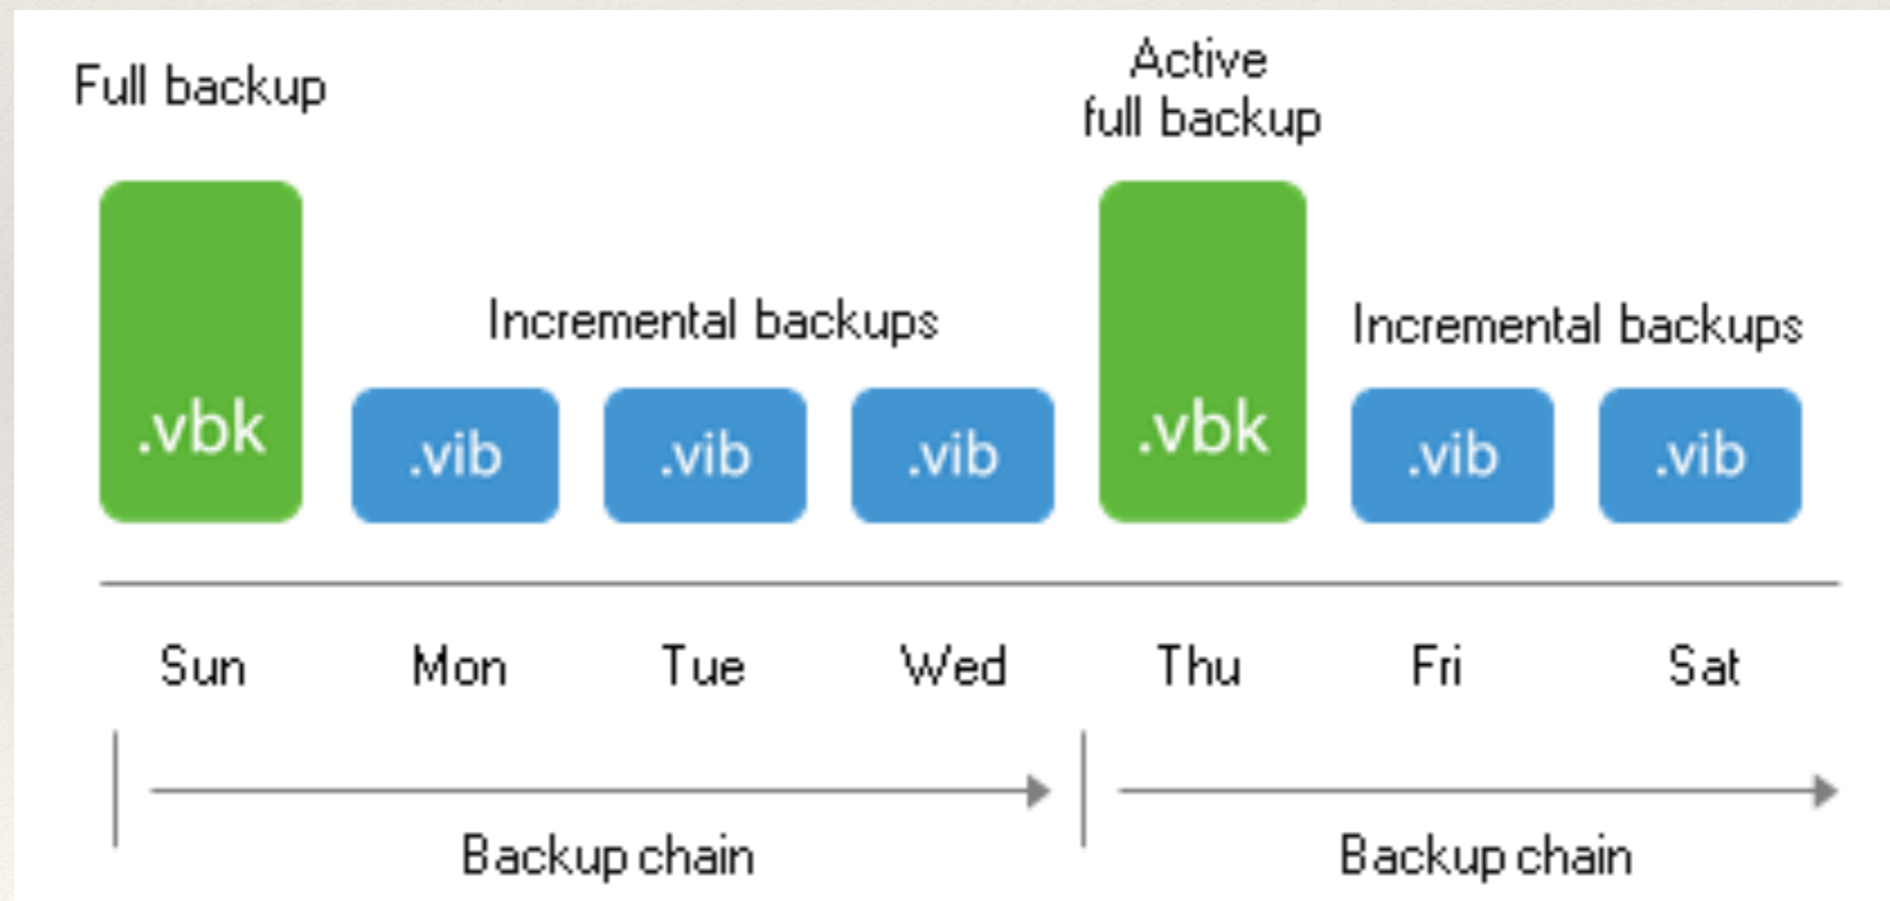 Full backup
Active
full backup
Incremental backups
Incremental backups
.vbk
.vib
.vib
.vib
.vbk
.vib
.vib
Sun
Mon
Tue
Wed
Thu
Fri
Sat
Backup chain
Backup chain